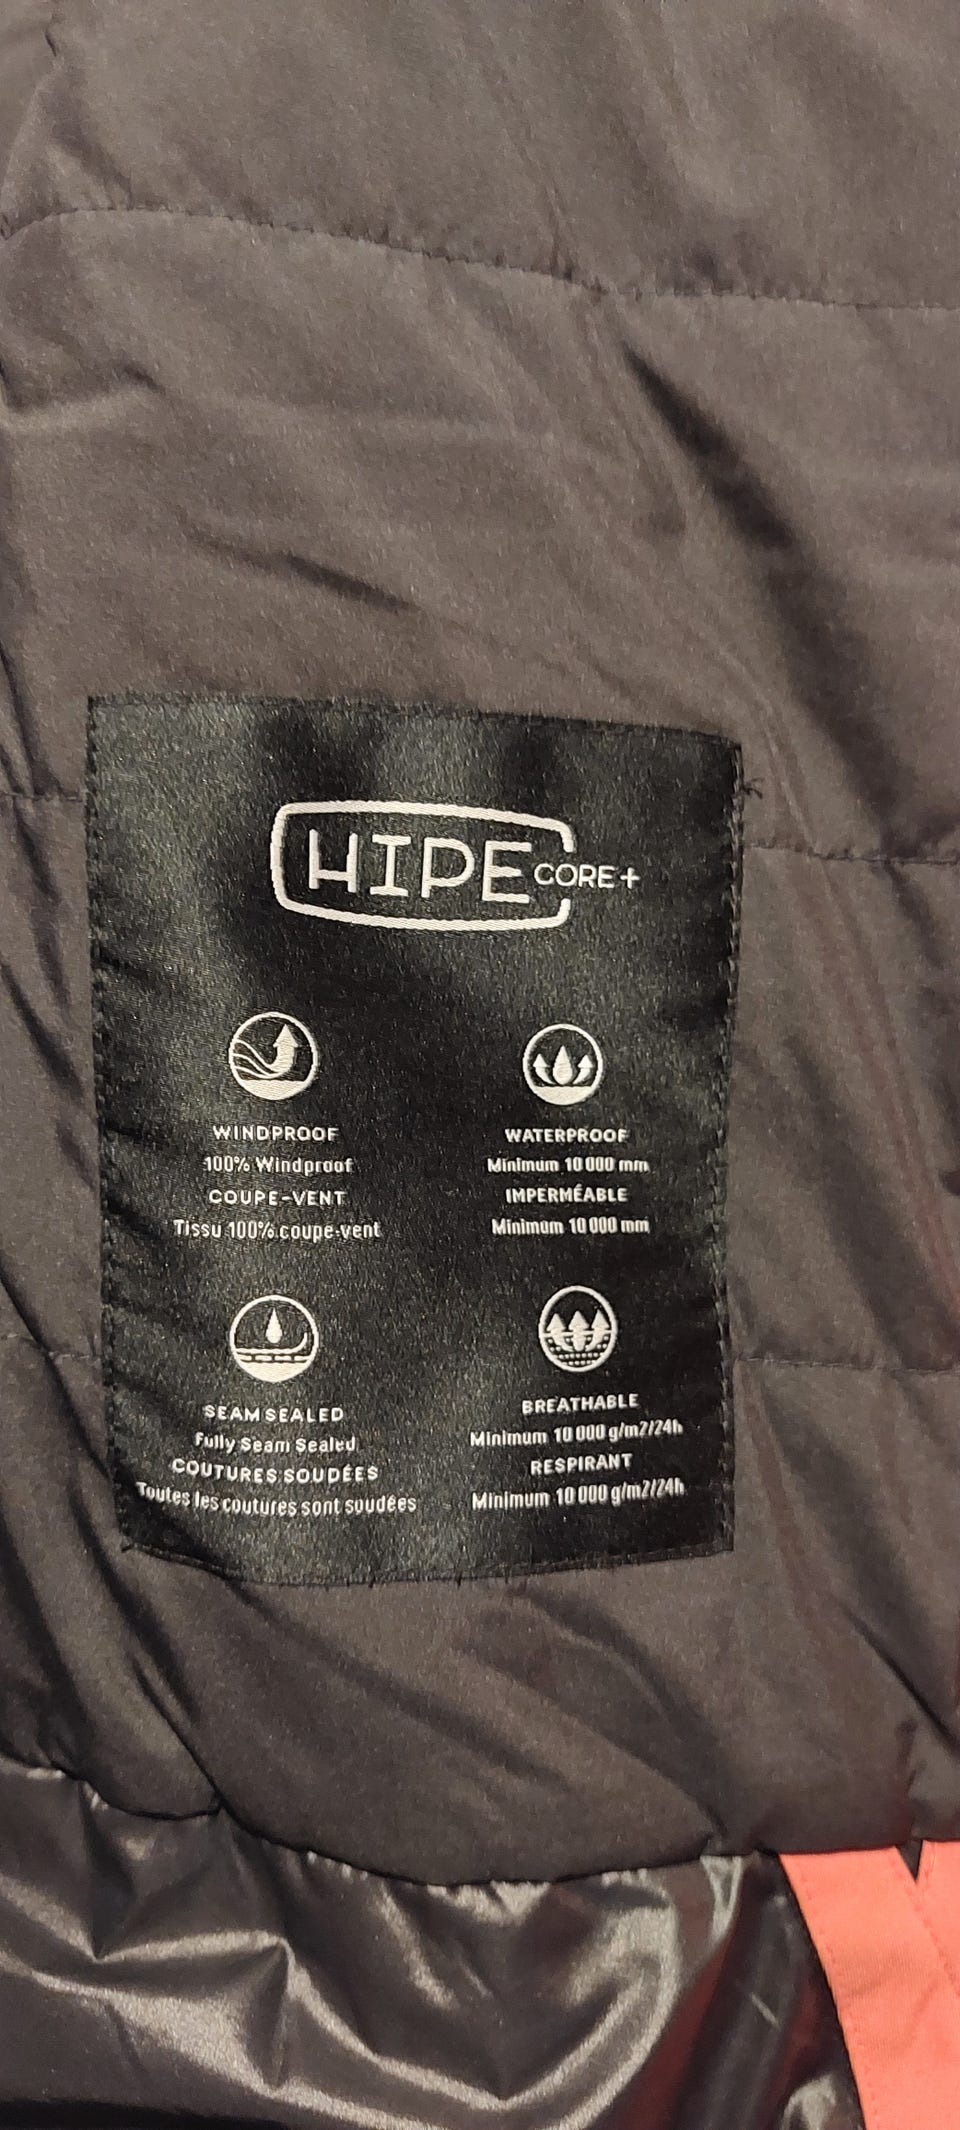 HIPE CORE+
WINDPROOF
100% Windproof
COUPE-VENT
Tissu 100% coupe-vent
WATERPROOF
Minimum 10 000 mm
IMPERMÉABLE
Minimum 10 000 mm
SEAM SEALED
Fully Seam Sealed
COUTURES SOUDÉES
Toutes les coutures sont soudées
BREATHABLE
Minimum 10 000 g/m2/24h
RESPIRANT
Minimum 10 000 g/m2/24h